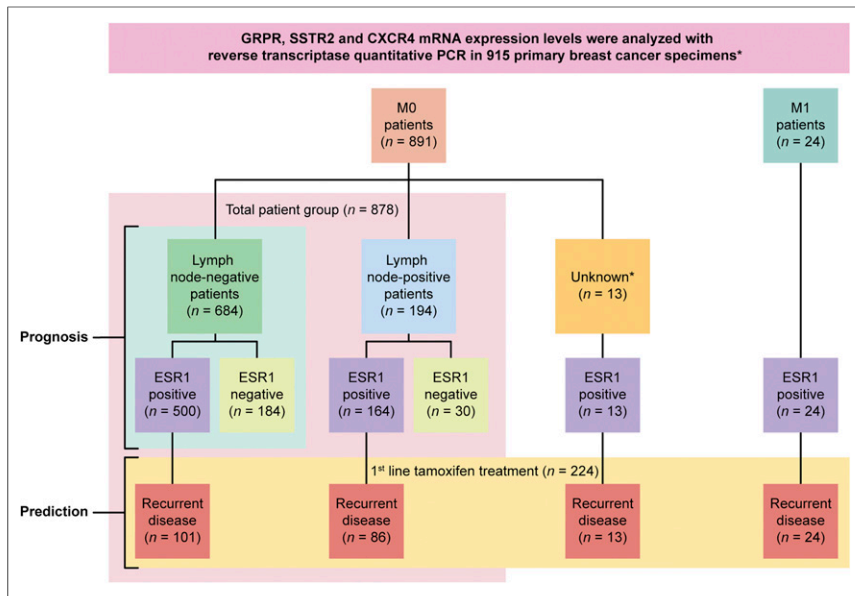 GRPR, SSTR2 and CXCR4 mRNA expression levels were analyzed with
reverse transcriptase quantitative PCR in 915 primary breast cancer specimens*
M0
patients
(n = 891)
M1
patients
(n = 24)
Total patient group (n = 878)
Lymph
node-negative
patients
(n = 684)
Lymph
node-positive
patients
(n = 194)
Unknown*
(n = 13)
Prognosis
ESR1
positive
(n = 500)
ESR1
negative
(n = 184)
ESR1
positive
(n = 164)
ESR1
negative
(n = 30)
ESR1
positive
(n = 13)
ESR1
positive
(n = 24)
1st line tamoxifen treatment (n = 224)
Prediction
Recurrent
disease
(n = 101)
Recurrent
disease
(n = 86)
Recurrent
disease
(n = 13)
Recurrent
disease
(n = 24)